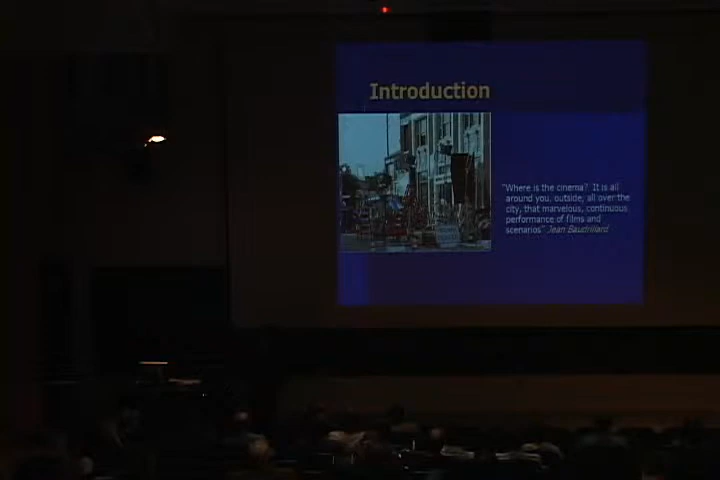 Introduction
"Where is the cinema? It is all
around you, outside, all over the
city, that marvelous, continuous
performance of films and
scenarios" Jean Baudrillard